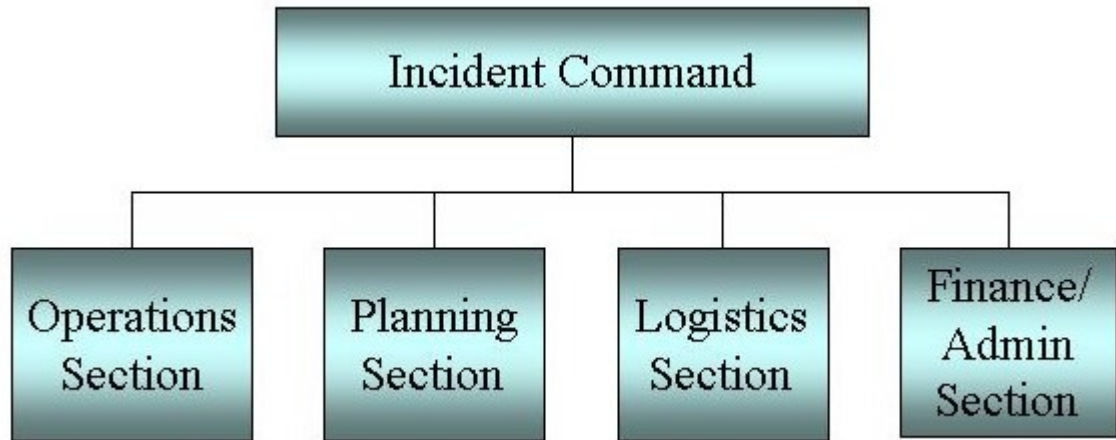 Incident Command
Operations
Section
Planning
Section
Logistics
Section
Finance/
Admin
Section